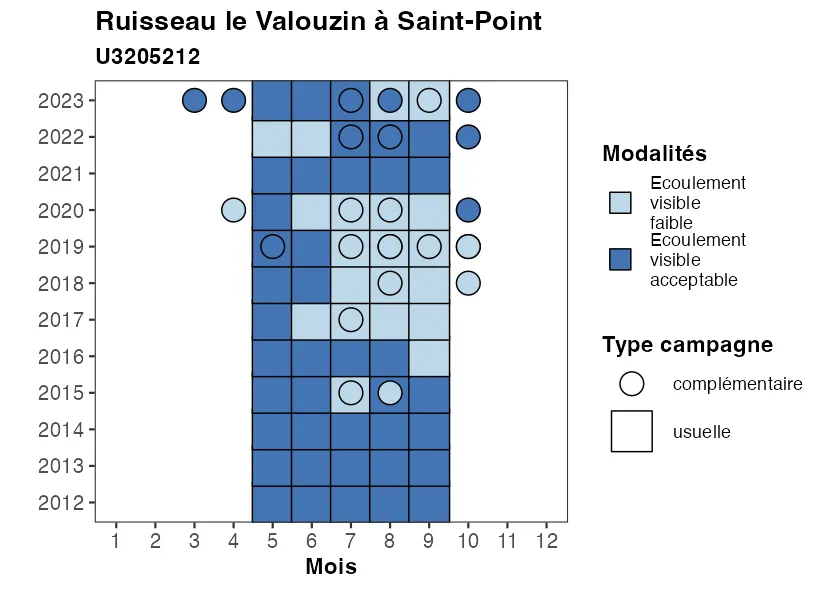 Ruisseau le Valouzin à Saint-Point
U3205212
2023
2022
2021
2020
2019
2018
2017
2016
2015
2014
2013
2012
1 2 3 4 5 6 7 8 9 10 11 12
Mois
Modalités
Ecoulement
visible
faible
Ecoulement
visible
acceptable
Type campagne
complémentaire
usuelle